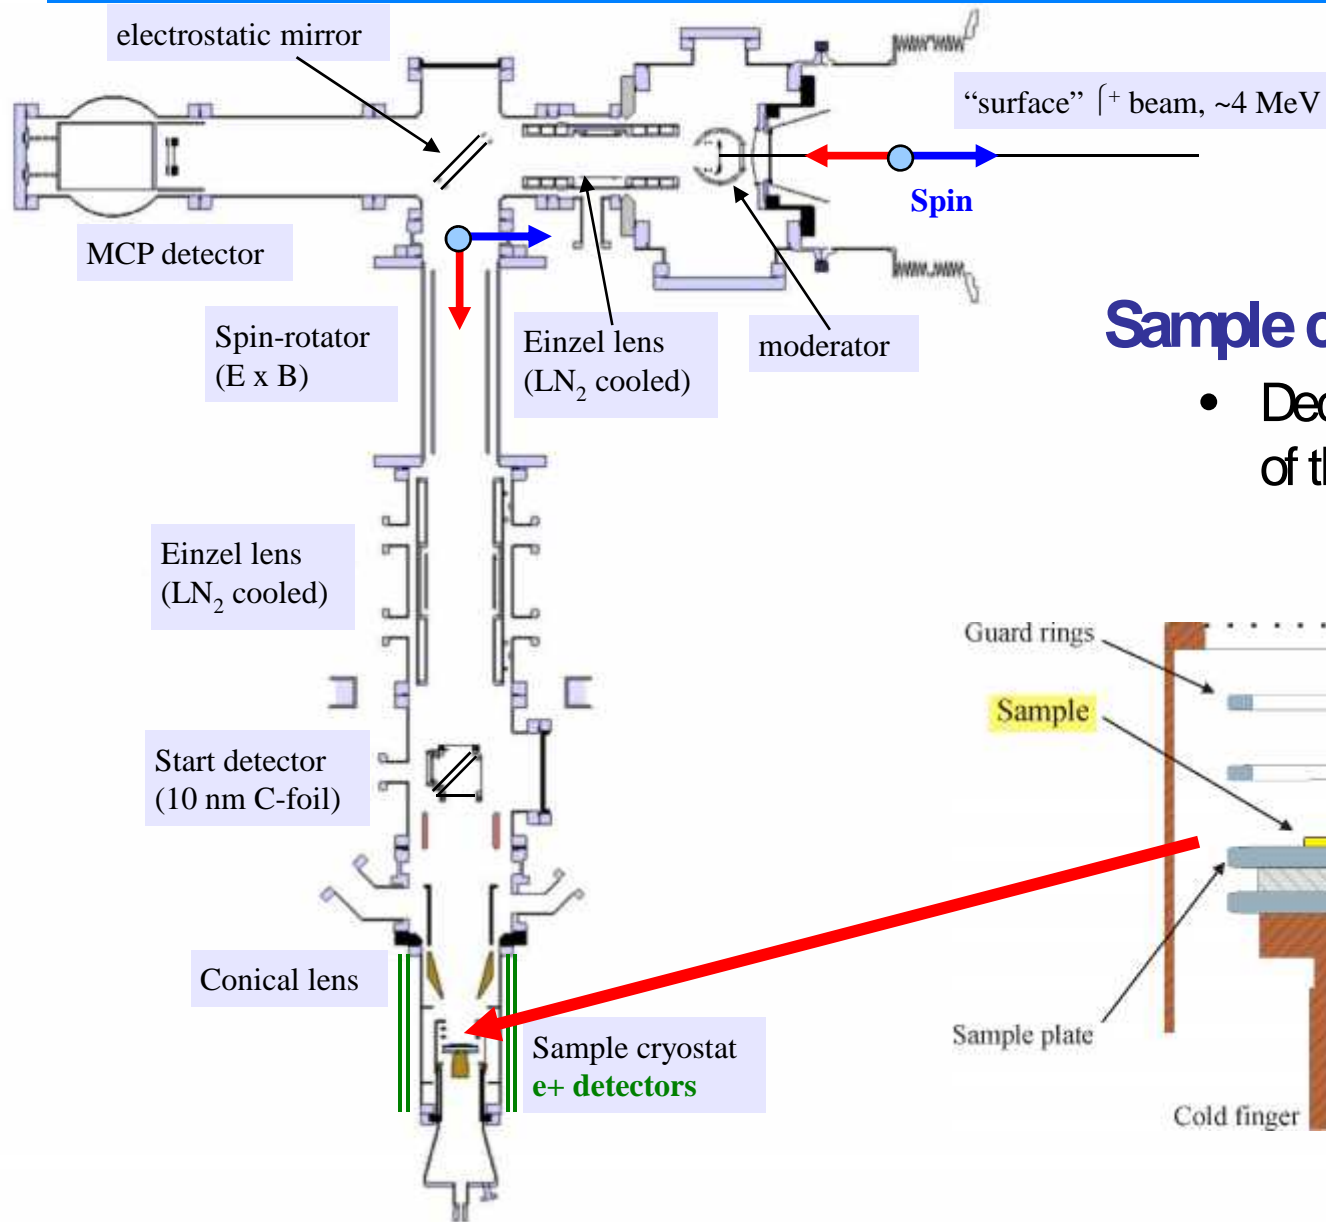 electrostatic mirror
“surface” ⌠+ beam, ~4 MeV
Spin
MCP detector
Spin-rotator
(E x B)
Einzel lens
(LN2 cooled)
moderator
Sample c
• Dec
of th
Einzel lens
(LN2 cooled)
Guard rings
Sample
Start detector
(10 nm C-foil)
Conical lens
Sample cryostat
e+ detectors
Sample plate
Cold finger